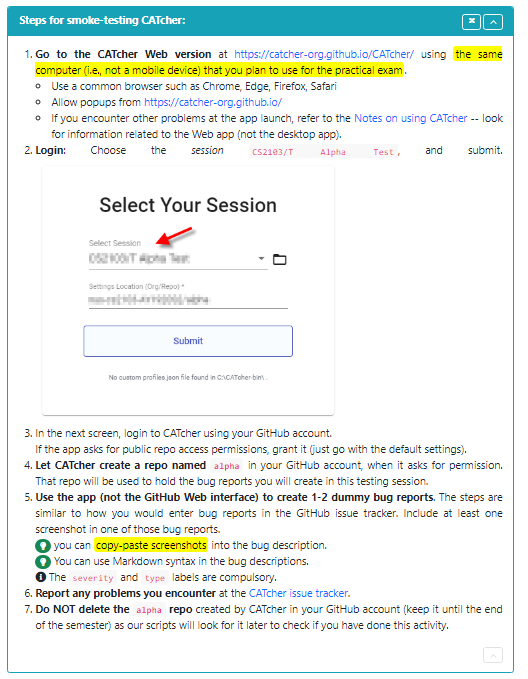 Steps for smoke-testing CATcher:
1. Go to the CATcher Web version at https://catcher-org.github.io/CATcher/ using the same
computer (i.e., not a mobile device) that you plan to use for the practical exam.
Use a common browser such as Chrome, Edge, Firefox, Safari
Allow popups from https://catcher-org.github.io/
If you encounter other problems at the app launch, refer to the Notes on using CATcher -- look
for information related to the Web app (not the desktop app).
2. Login: Choose the session CS2103/T Alpha Test, and submit.
Select Your Session
Select Session
CS2103/T Alpha Test
Settings Location (Org/Repo) *
Submit
No custom profiles.json file found in C:\CATcher-bin\ .
3. In the next screen, login to CATcher using your GitHub account.
If the app asks for public repo access permissions, grant it (just go with the default settings).
4. Let CATcher create a repo named alpha in your GitHub account, when it asks for permission.
That repo will be used to hold the bug reports you will create in this testing session.
5. Use the app (not the GitHub Web interface) to create 1-2 dummy bug reports. The steps are
similar to how you would enter bug reports in the GitHub issue tracker. Include at least one
screenshot in one of those bug reports.
you can copy-paste screenshots into the bug description.
You can use Markdown syntax in the bug descriptions.
The severity and type labels are compulsory.
6. Report any problems you encounter at the CATcher issue tracker.
7. Do NOT delete the alpha repo created by CATcher in your GitHub account (keep it until the end
of the semester) as our scripts will look for it later to check if you have done this activity.